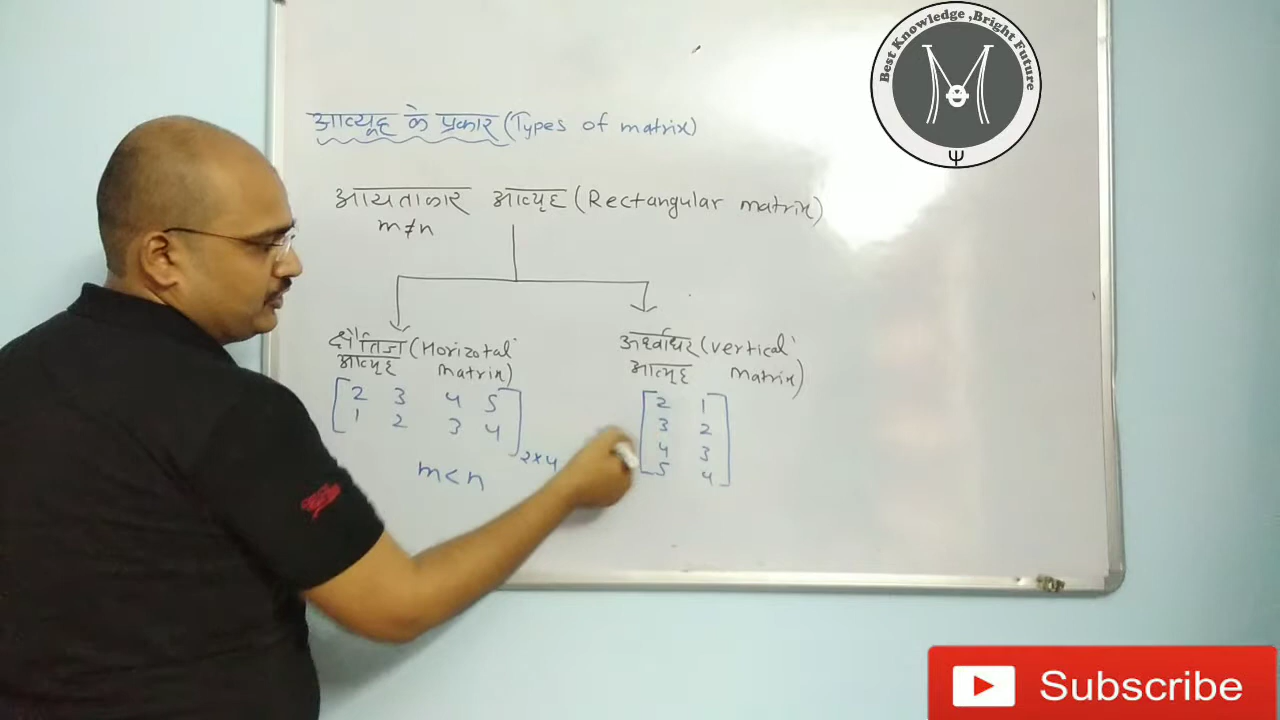 Best Knowledge ,Bright Future
आव्यूह के प्रकार (Types of matrix)
आयताकार आव्यूह (Rectangular matrix)
m≠n
क्षैतिज (Horizotal
आव्यूह matrix)
ऊर्ध्वाधर (vertical
आव्यूह matrix)
[2 3 4 5
1 2 3 4] 2×4
m<n
[2 1
3 2
4 3
5 4]
Subscribe